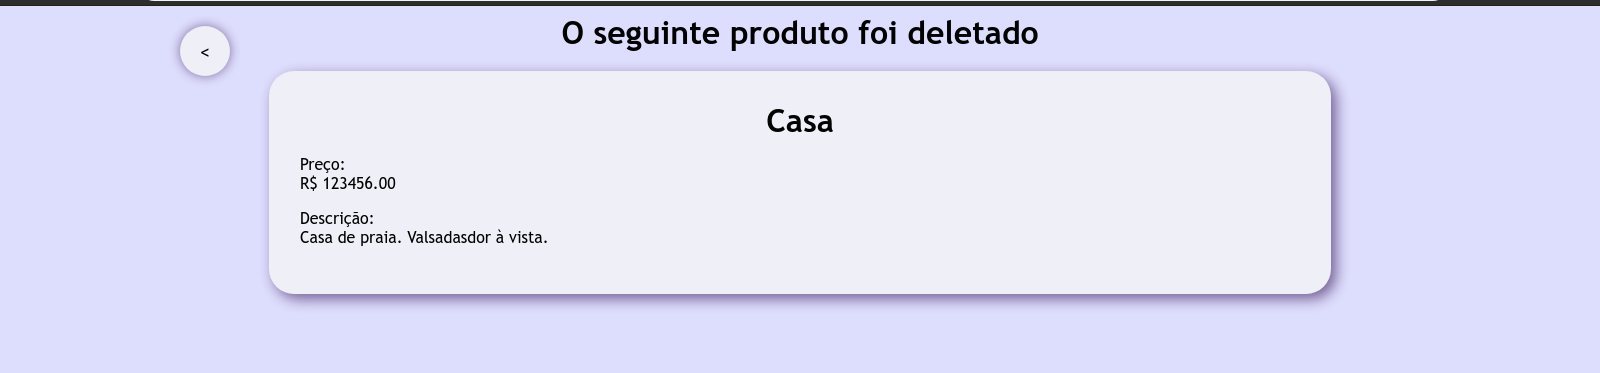 <
O seguinte produto foi deletado
Casa
Preço:
R$ 123456.00
Descrição:
Casa de praia. Valsadasdor à vista.